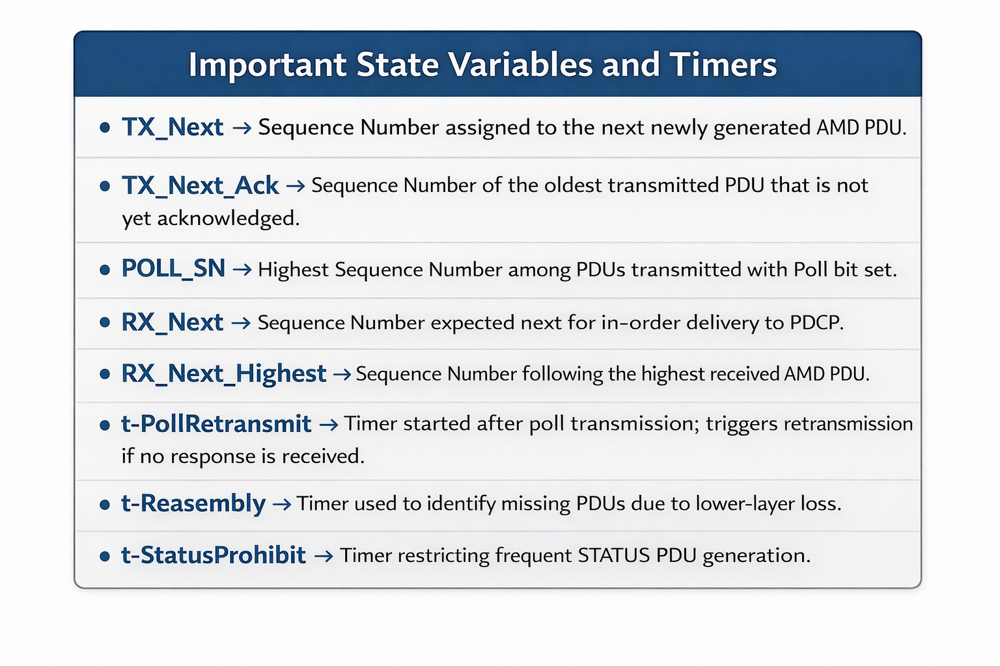 Important State Variables and Timers
• TX_Next → Sequence Number assigned to the next newly generated AMD PDU.
• TX_Next_Ack → Sequence Number of the oldest transmitted PDU that is not
yet acknowledged.
• POLL_SN → Highest Sequence Number among PDUs transmitted with Poll bit set.
• RX_Next → Sequence Number expected next for in-order delivery to PDCP.
• RX_Next_Highest → Sequence Number following the highest received AMD PDU.
• t-PollRetransmit → Timer started after poll transmission; triggers retransmission
if no response is received.
• t-Reasembly → Timer used to identify missing PDUs due to lower-layer loss.
• t-StatusProhibit → Timer restricting frequent STATUS PDU generation.